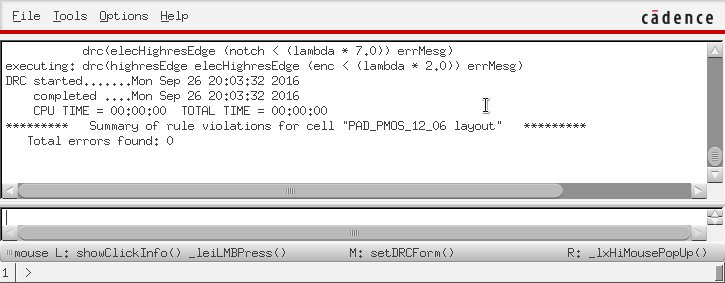 File Tools Options Help
cādence
drc(elecHighresEdge (notch < (lambda * 7.0)) errMesg)
executing: drc(highresEdge elecHighresEdge (enc < (lambda * 2.0)) errMesg)
DRC started.......Mon Sep 26 20:03:32 2016
completed ....Mon Sep 26 20:03:32 2016
CPU TIME = 00:00:00 TOTAL TIME = 00:00:00
********* Summary of rule violations for cell "PAD_PMOS_12_06 layout" *********
Total errors found: 0
mouse L: showClickInfo() _leiLMBPress() M: setDRCForm() R: _lxHiMousePopUp()
1 >